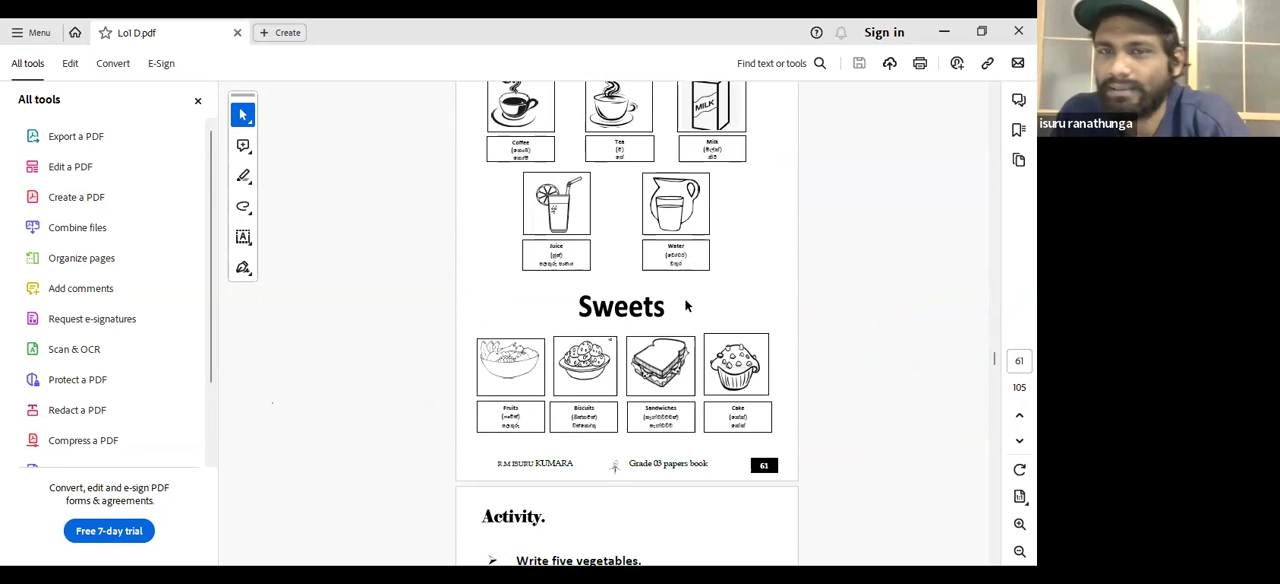 Menu
Lo1 D.pdf
Create
Sign in
All tools
Edit
Convert
E-Sign
Find text or tools
All tools
Export a PDF
Edit a PDF
Create a PDF
Combine files
Organize pages
Add comments
Request e-signatures
Scan & OCR
Protect a PDF
Redact a PDF
Compress a PDF
Convert, edit and e-sign PDF
forms & agreements.
Free 7-day trial
MILK
Coffee
Tea
Milk
(ටී)
තේ
කිරි
Juice
Water
වතුර
Sweets
Fruits
Biscuits
Sandwiches
Cake
පලතුරු
R.M ISURU KUMARA
Grade 03 papers book
61
Activity.
Write five vegetables.
61
105
isuru ranathunga